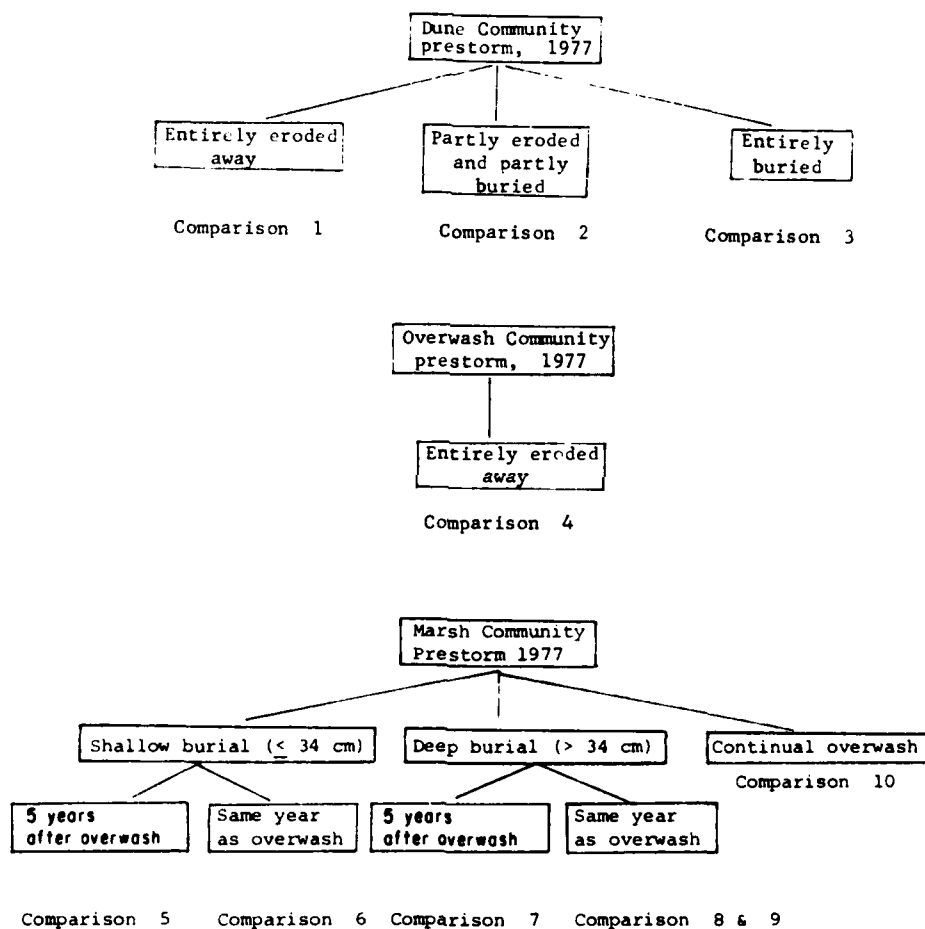 Dune Community
prestorm, 1977
Entirely eroded
away
Partly eroded
and partly
buried
Entirely
buried
Comparison 1
Comparison 2
Comparison 3
Overwash Community
prestorm, 1977
Entirely eroded
away
Comparison 4
Marsh Community
Prestorm 1977
Shallow burial (≤ 34 cm)
Deep burial (> 34 cm)
Continual overwash
Comparison 10
5 years
after overwash
Same year
as overwash
5 years
after overwash
Same year
as overwash
Comparison 5
Comparison 6
Comparison 7
Comparison 8 & 9